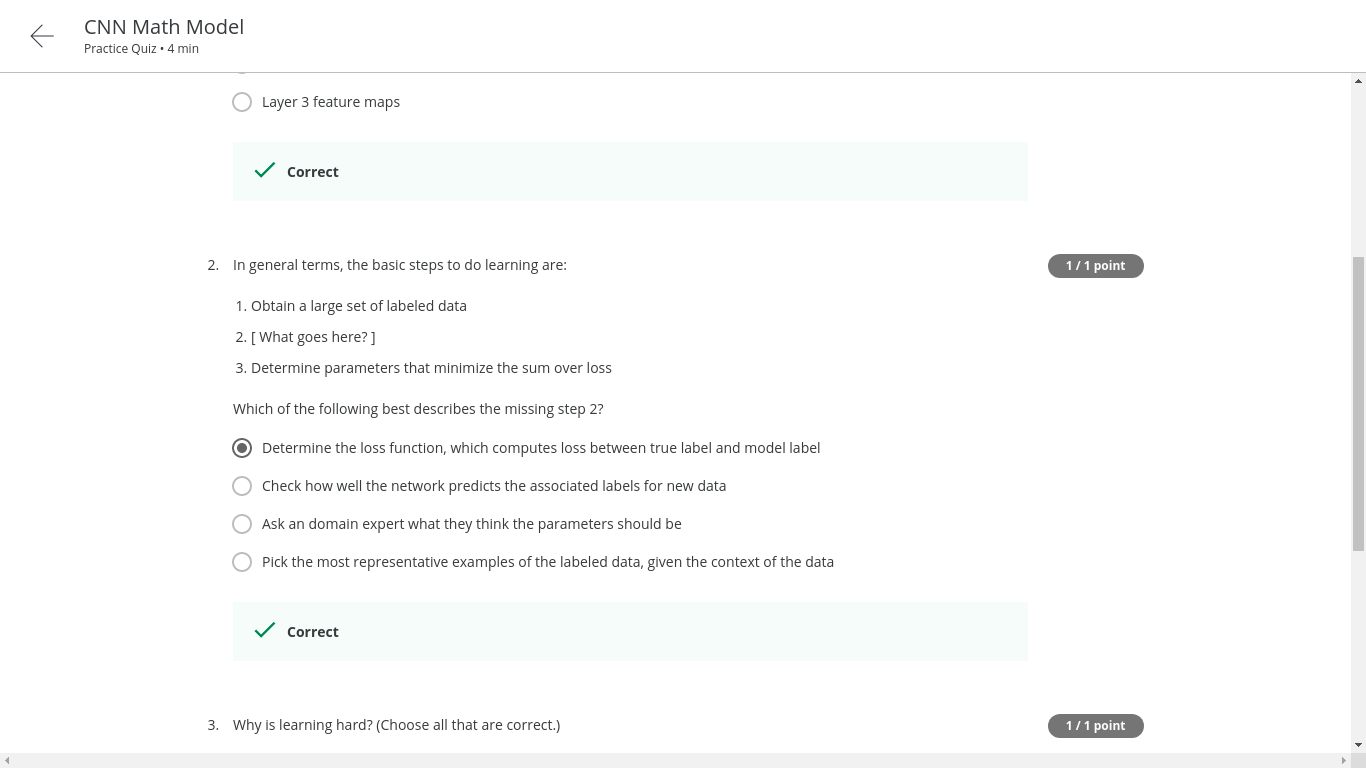 CNN Math Model
Practice Quiz • 4 min
Layer 3 feature maps
Correct
2. In general terms, the basic steps to do learning are:
1 / 1 point
1. Obtain a large set of labeled data
2. [ What goes here? ]
3. Determine parameters that minimize the sum over loss
Which of the following best describes the missing step 2?
Determine the loss function, which computes loss between true label and model label
Check how well the network predicts the associated labels for new data
Ask an domain expert what they think the parameters should be
Pick the most representative examples of the labeled data, given the context of the data
Correct
3. Why is learning hard? (Choose all that are correct.)
1 / 1 point